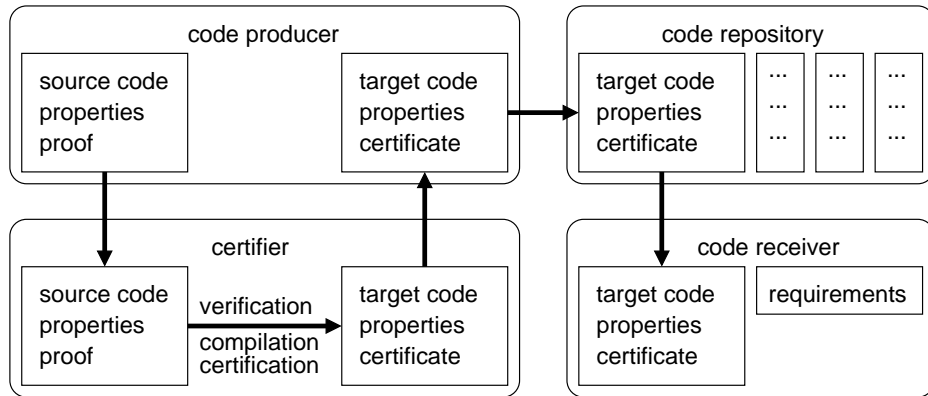 code producer
source code
properties
proof
target code
properties
certificate
code repository
target code
properties
certificate
...
...
...
...
...
...
...
...
...
certifier
source code
properties
proof
verification
compilation
certification
target code
properties
certificate
code receiver
target code
properties
certificate
requirements